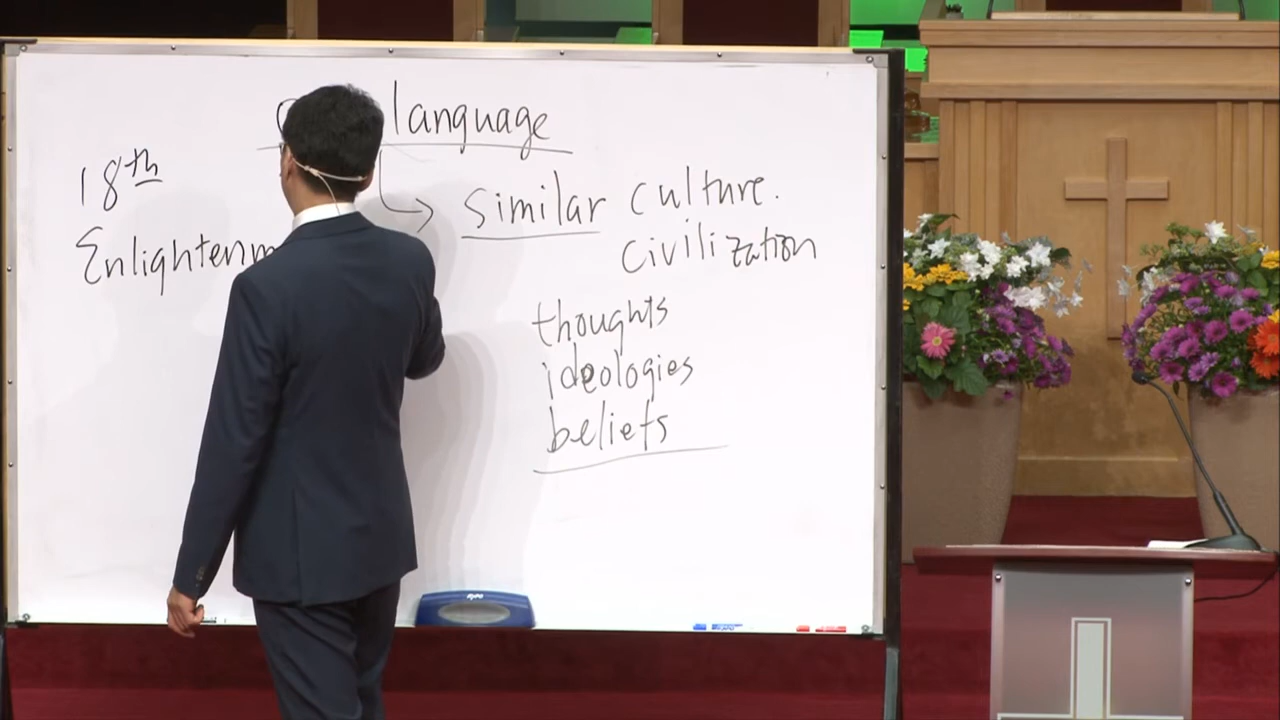 language
18th
similar culture.
Enlightenm
civilization
thoughts
ideologies
beliefs